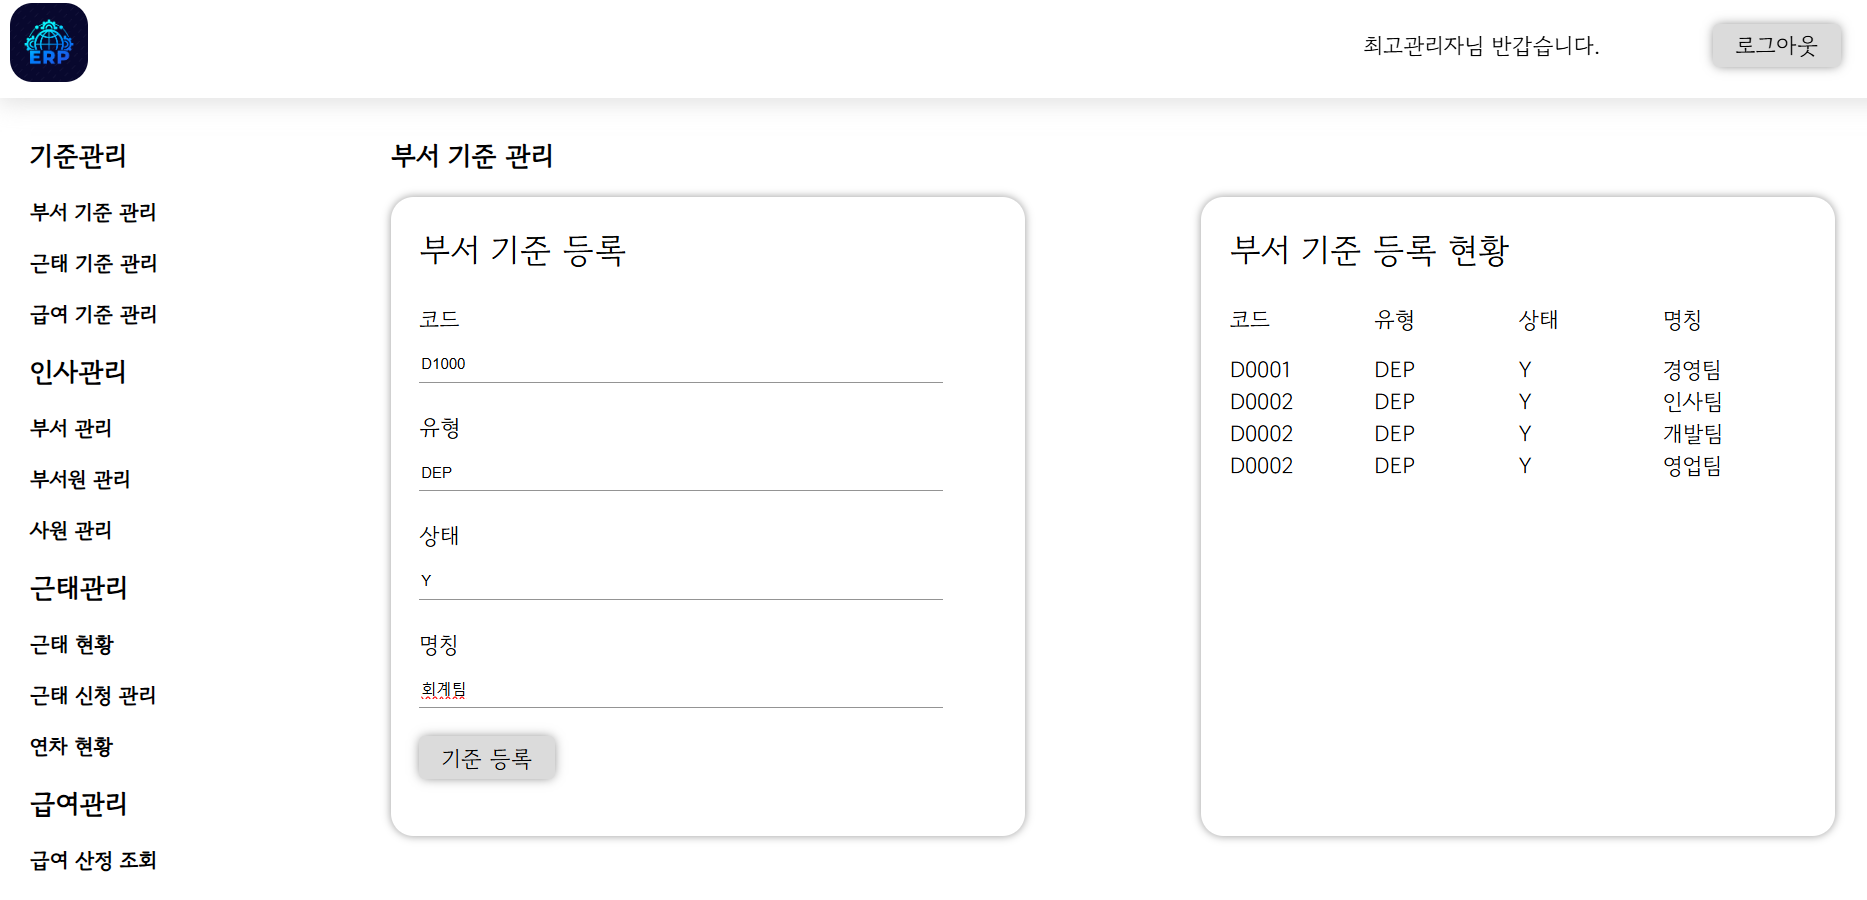 ERP
최고관리자님 반갑습니다.
로그아웃
기준관리
부서 기준 관리
근태 기준 관리
급여 기준 관리
인사관리
부서 관리
부서원 관리
사원 관리
근태관리
근태 현황
근태 신청 관리
연차 현황
급여관리
급여 산정 조회
부서 기준 관리
부서 기준 등록
코드
D1000
유형
DEP
상태
Y
명칭
회계팀
기준 등록
부서 기준 등록 현황
코드 유형 상태 명칭
D0001 DEP Y 경영팀
D0002 DEP Y 인사팀
D0002 DEP Y 개발팀
D0002 DEP Y 영업팀